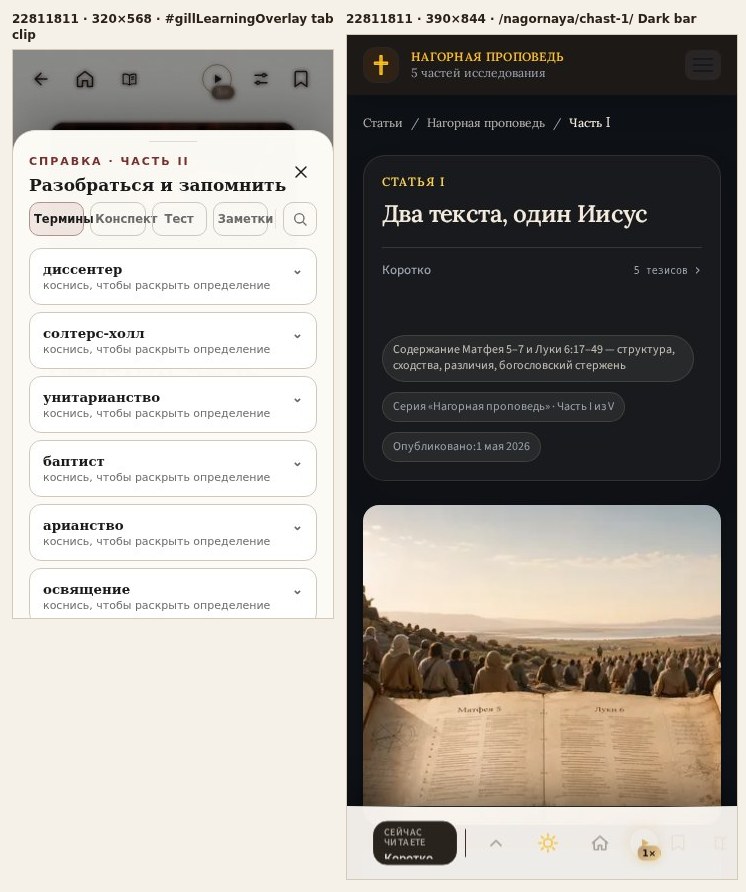 22811811 · 320×568 · #gillLearningOverlay tab
clip
СПРАВКА · ЧАСТЬ II
Разобраться и запомнить
Термины Конспект Тест Заметки
диссентер
коснись, чтобы раскрыть определение
солтерс-холл
коснись, чтобы раскрыть определение
унитарианство
коснись, чтобы раскрыть определение
баптист
коснись, чтобы раскрыть определение
арианство
коснись, чтобы раскрыть определение
освящение
коснись, чтобы раскрыть определение
22811811 · 390×844 · /nagornaya/chast-1/ Dark bar
НАГОРНАЯ ПРОПОВЕДЬ
5 частей исследования
Статьи / Нагорная проповедь / Часть I
СТАТЬЯ I
Два текста, один Иисус
Коротко 5 тезисов
Содержание Матфея 5–7 и Луки 6:17–49 — структура,
сходства, различия, богословский стержень
Серия «Нагорная проповедь» · Часть I из V
Опубликовано:1 мая 2026
Матфея 5 Луки 6
СЕЙЧАС
ЧИТАЕТЕ
Коротко
1×